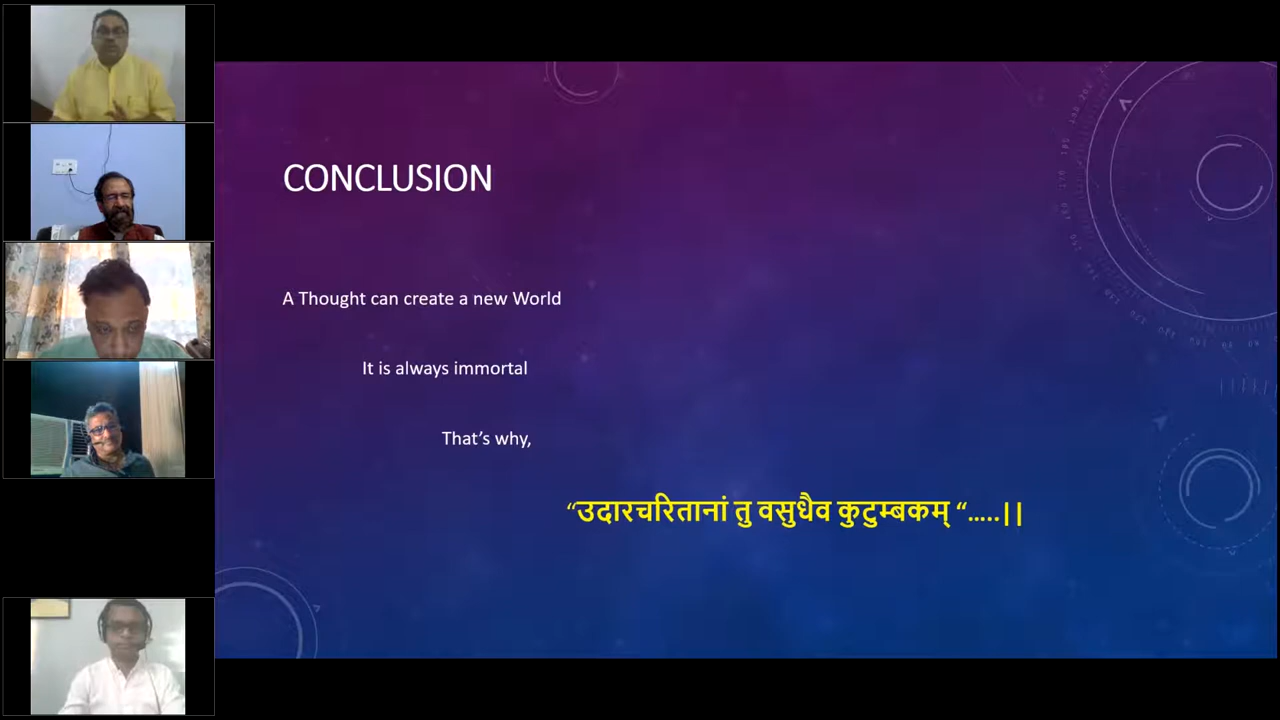 CONCLUSION
A Thought can create a new World
It is always immortal
That’s why,
“उदारचरितानां तु वसुधैव कुटुम्बकम् “.....||